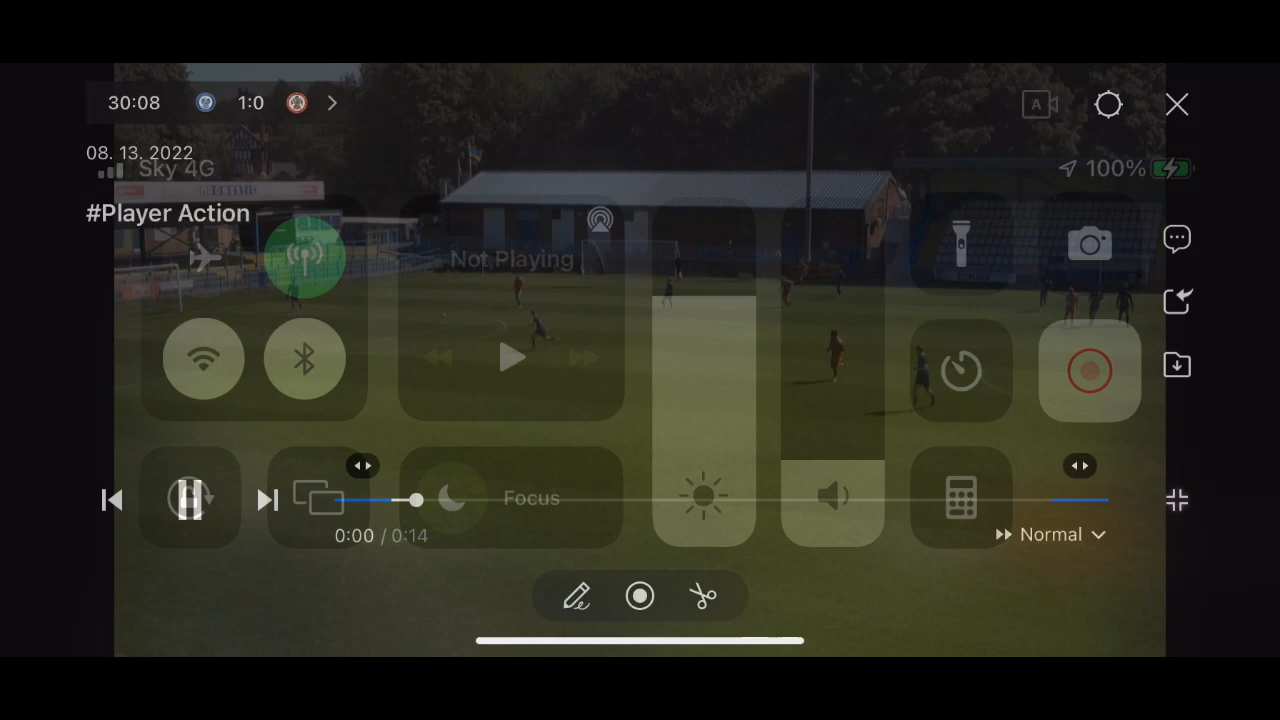 30:08 1:0
A
08. 13. 2022
Sky 4G
100%
#Player Action
Not Playing
Focus
0:00 / 0:14
Normal